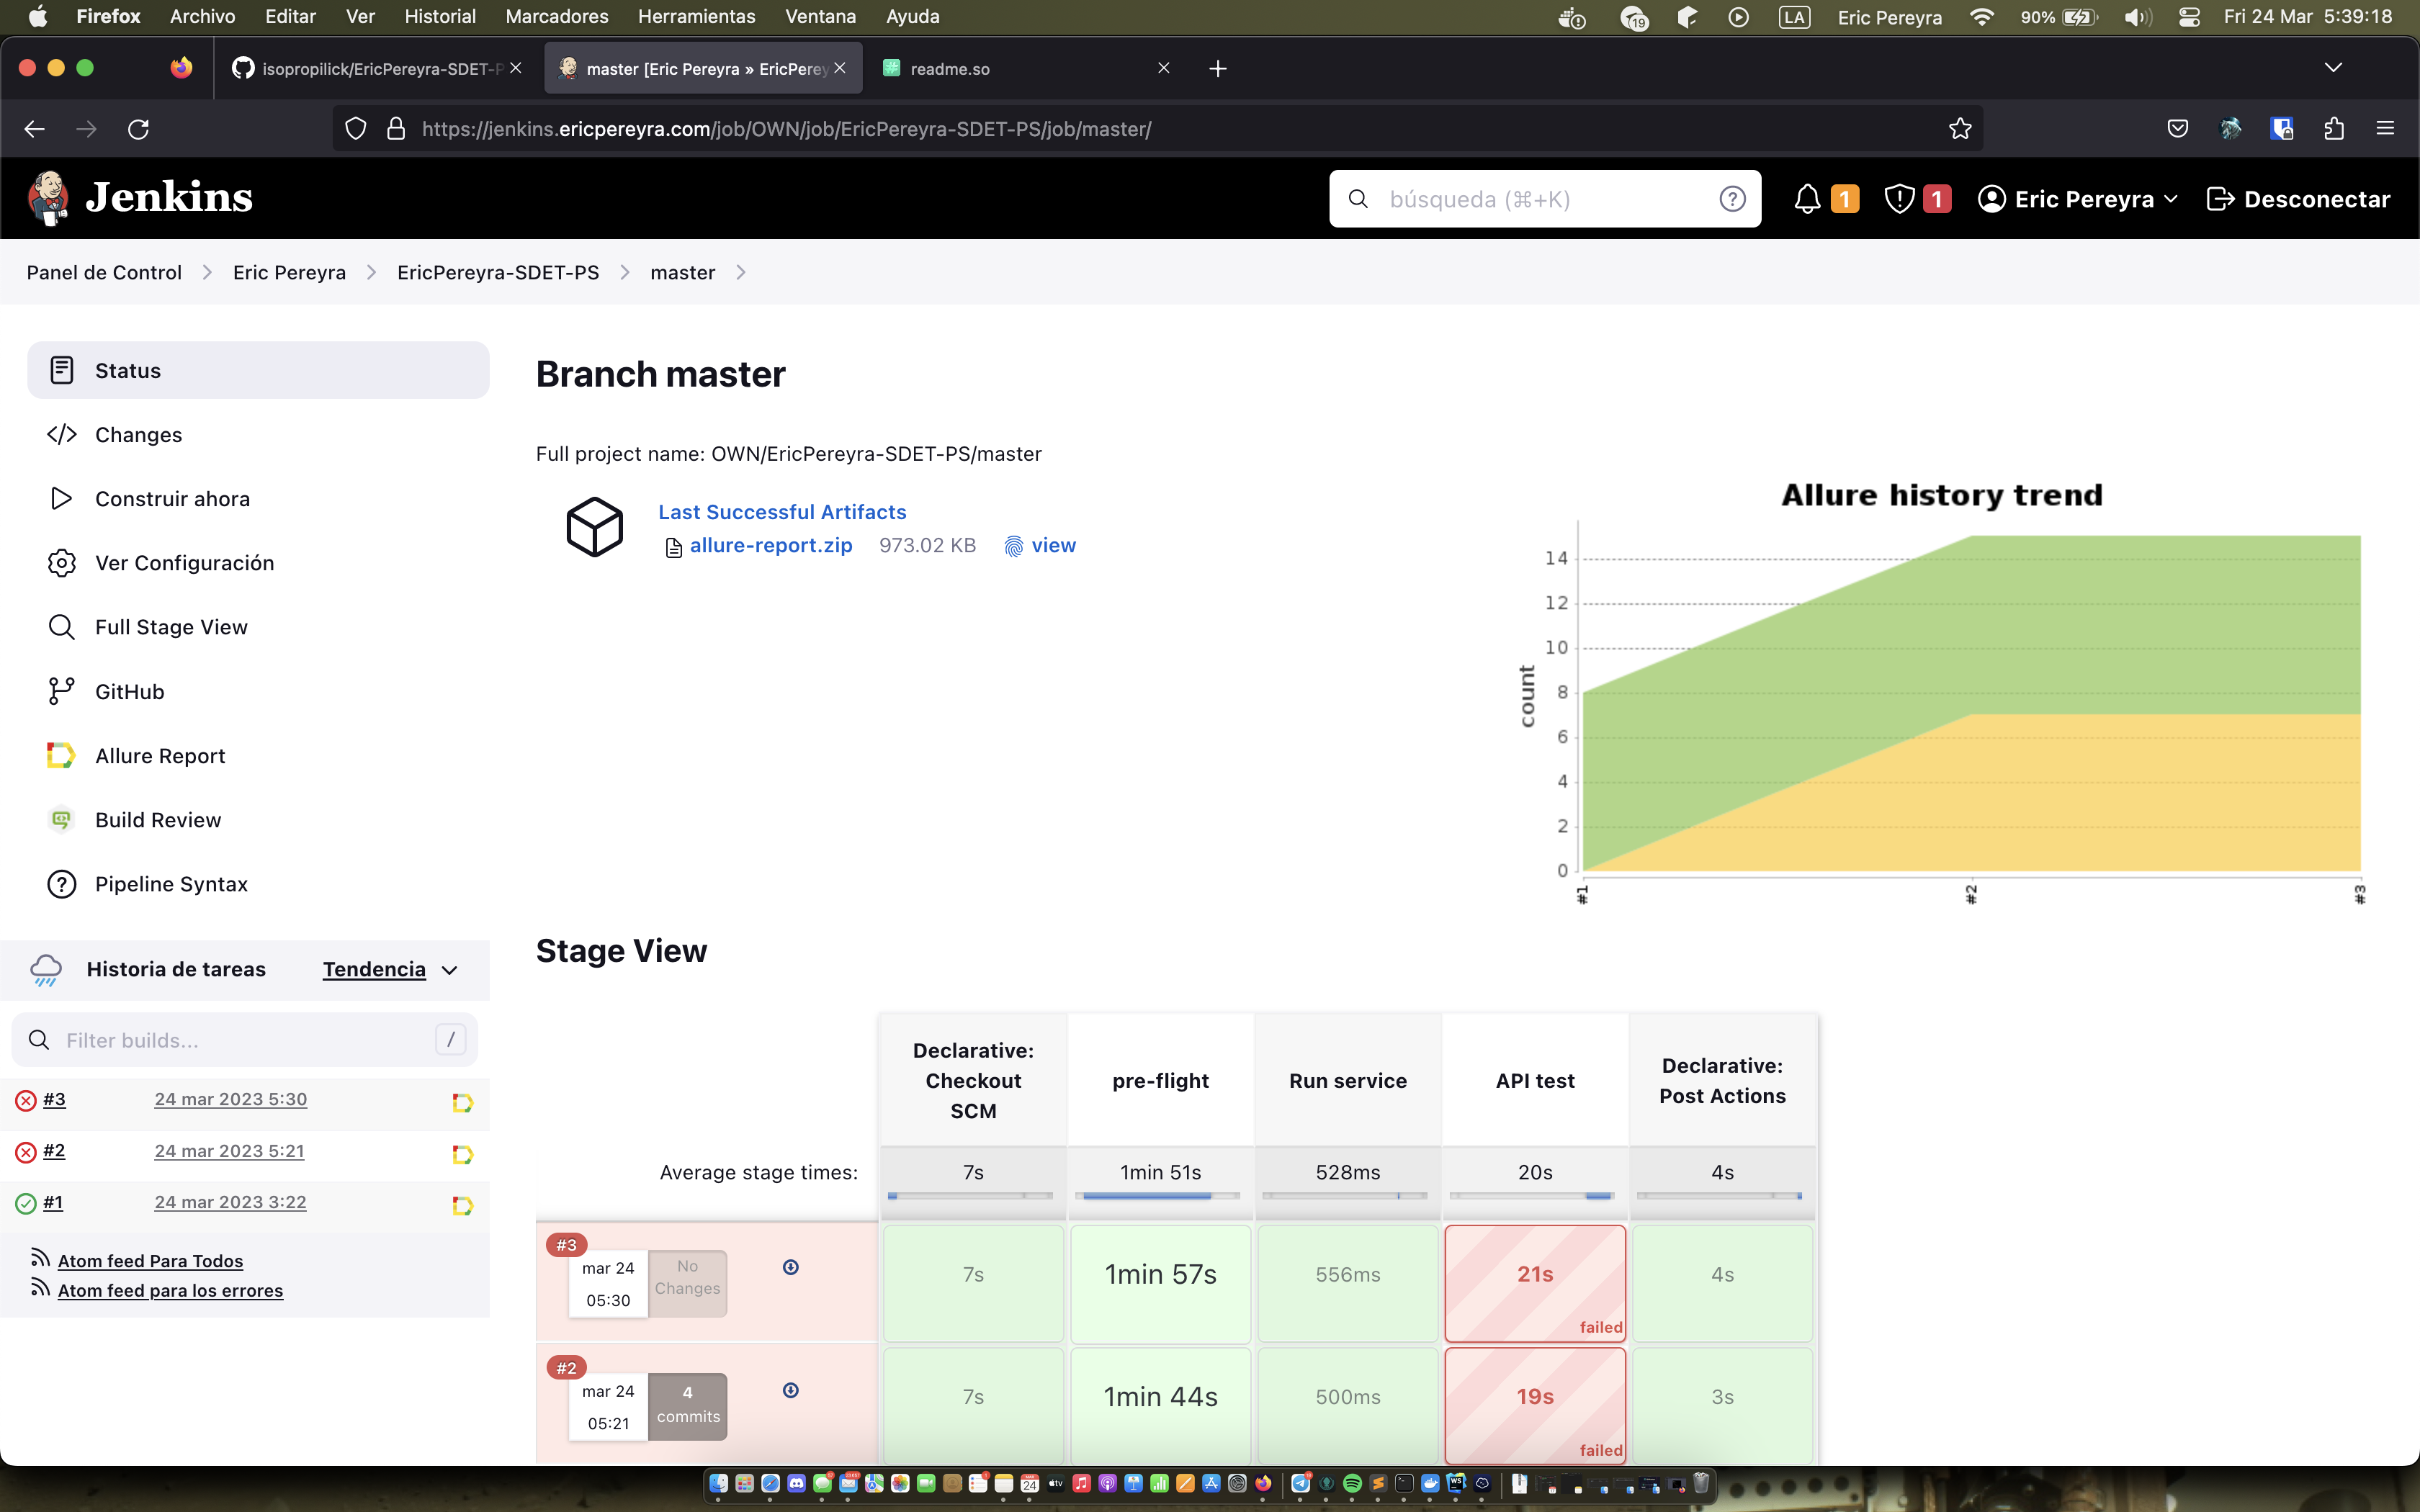 Firefox Archivo Editar Ver Historial Marcadores Herramientas Ventana Ayuda
19 LA Eric Pereyra 90% Fri 24 Mar 5:39:18
isopropilick/EricPereyra-SDET-P
master [Eric Pereyra » EricPerey
readme.so
https://jenkins.ericpereyra.com/job/OWN/job/EricPereyra-SDET-PS/job/master/
Jenkins
búsqueda (⌘+K)
1
1
Eric Pereyra
Desconectar
Panel de Control
Eric Pereyra
EricPereyra-SDET-PS
master
Status
Changes
Construir ahora
Ver Configuración
Full Stage View
GitHub
Allure Report
Build Review
Pipeline Syntax
Historia de tareas
Tendencia
Filter builds...
/
#3 24 mar 2023 5:30
#2 24 mar 2023 5:21
#1 24 mar 2023 3:22
Atom feed Para Todos
Atom feed para los errores
Branch master
Full project name: OWN/EricPereyra-SDET-PS/master
Last Successful Artifacts
allure-report.zip 973.02 KB view
Allure history trend
count
14
12
10
8
6
4
2
0
#1 #2 #3
Stage View
Declarative:
Checkout
SCM
pre-flight
Run service
API test
Declarative:
Post Actions
Average stage times:
7s 1min 51s 528ms 20s 4s
#3
mar 24
05:30
No
Changes
7s 1min 57s 556ms 21s 4s
failed
#2
mar 24
05:21
4
commits
7s 1min 44s 500ms 19s 3s
failed